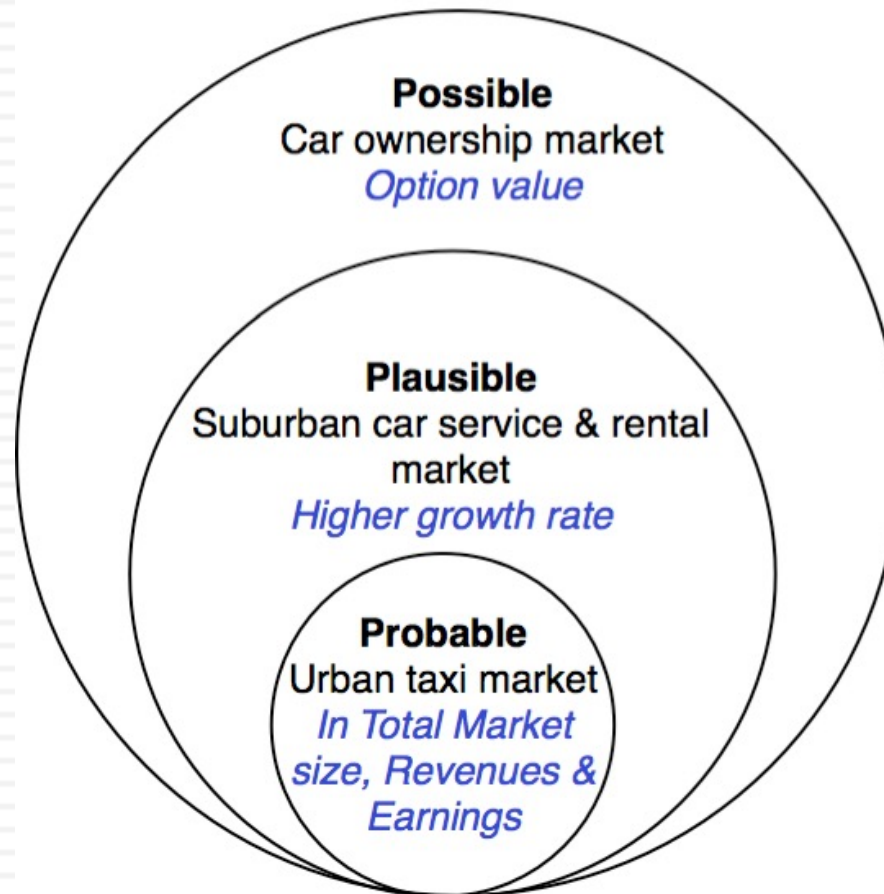 Possible
Car ownership market
Option value
Plausible
Suburban car service & rental
market
Higher growth rate
Probable
Urban taxi market
In Total Market
size, Revenues &
Earnings